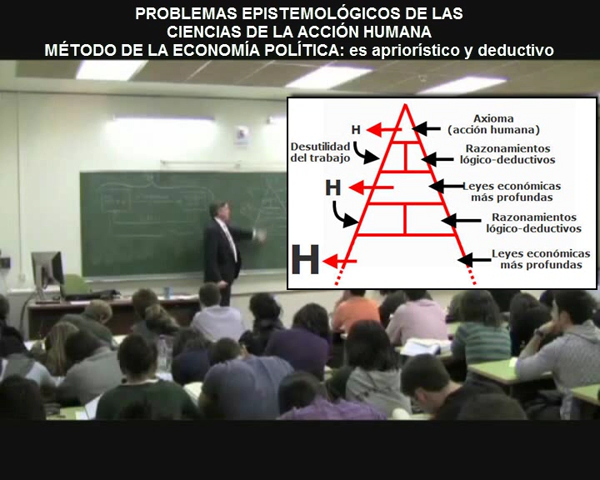 PROBLEMAS EPISTEMOLÓGICOS DE LAS
CIENCIAS DE LA ACCIÓN HUMANA
MÉTODO DE LA ECONOMÍA POLÍTICA: es apriorístico y deductivo
H
Axioma
(acción humana)
Desutilidad
del trabajo
Razonamientos
lógico-deductivos
H
Leyes económicas
más profundas
Razonamientos
lógico-deductivos
H
Leyes económicas
más profundas